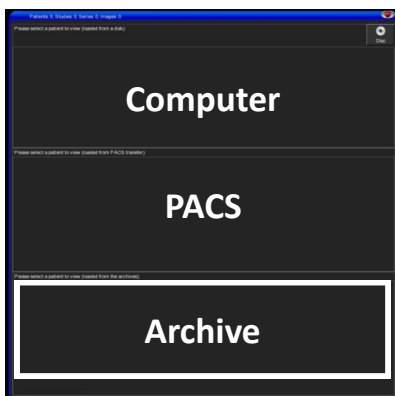 Patients: 0, Studies: 0, Series: 0, Images: 0
Please select a patient to view (loaded from a disk):
Disc
Computer
Please select a patient to view (loaded from PACS transfer):
PACS
Please select a patient to view (loaded from the archives):
Archive